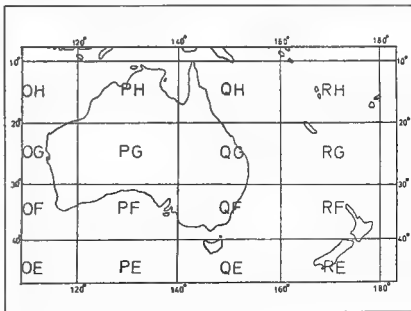 120° 140° 160° 180°
10° 10°
OH PH QH RH
20° 20°
OG PG QG RG
30° 30°
OF PF QF RF
40° 40°
OE PE QE RE
120° 140° 160° 180°